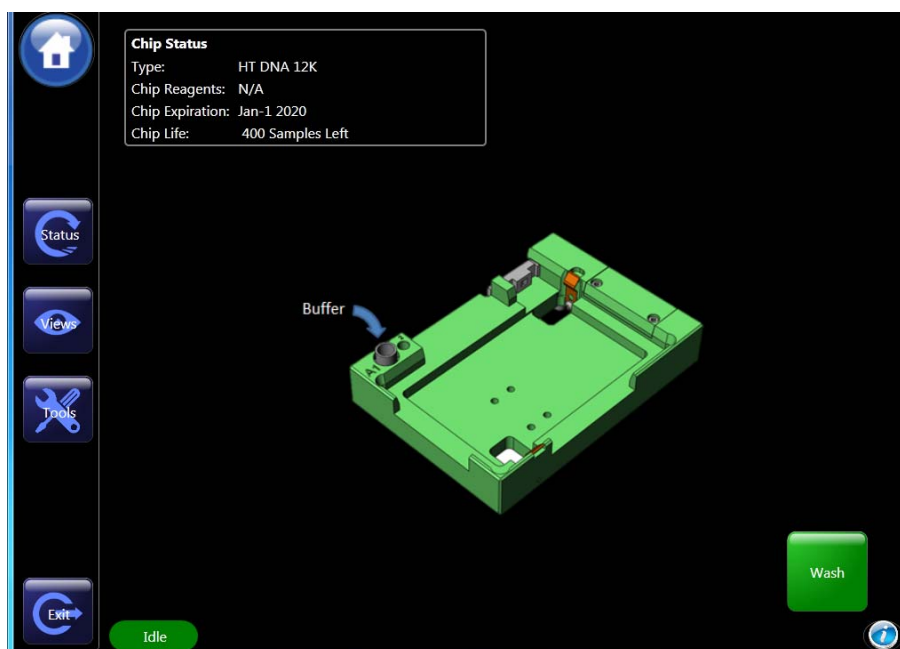 Chip Status
Type: HT DNA 12K
Chip Reagents: N/A
Chip Expiration: Jan-1 2020
Chip Life: 400 Samples Left
Status
Views
Buffer
A1
Tools
Wash
Exit
Idle